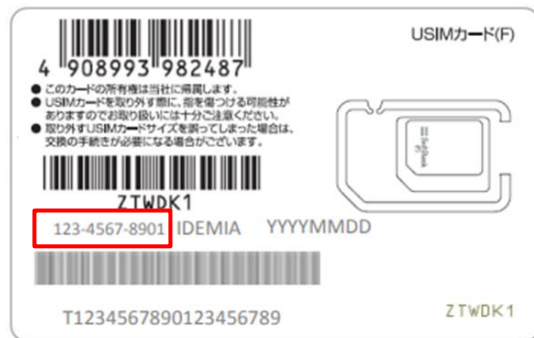 USIMカード(F)
4 908993 982487
● このカードの所有権は当社に帰属します。
● USIMカードを取り外す際に、指を傷つける可能性が
ありますのでお取り扱いには十分ご注意ください。
● 取り外すUSIMカードサイズを誤ってしまった場合は、
交換の手続きが必要になる場合がございます。
SoftBank
ZTWDK1
123-4567-8901 IDEMIA YYYYMMDD
T1234567890123456789
ZTWDK1